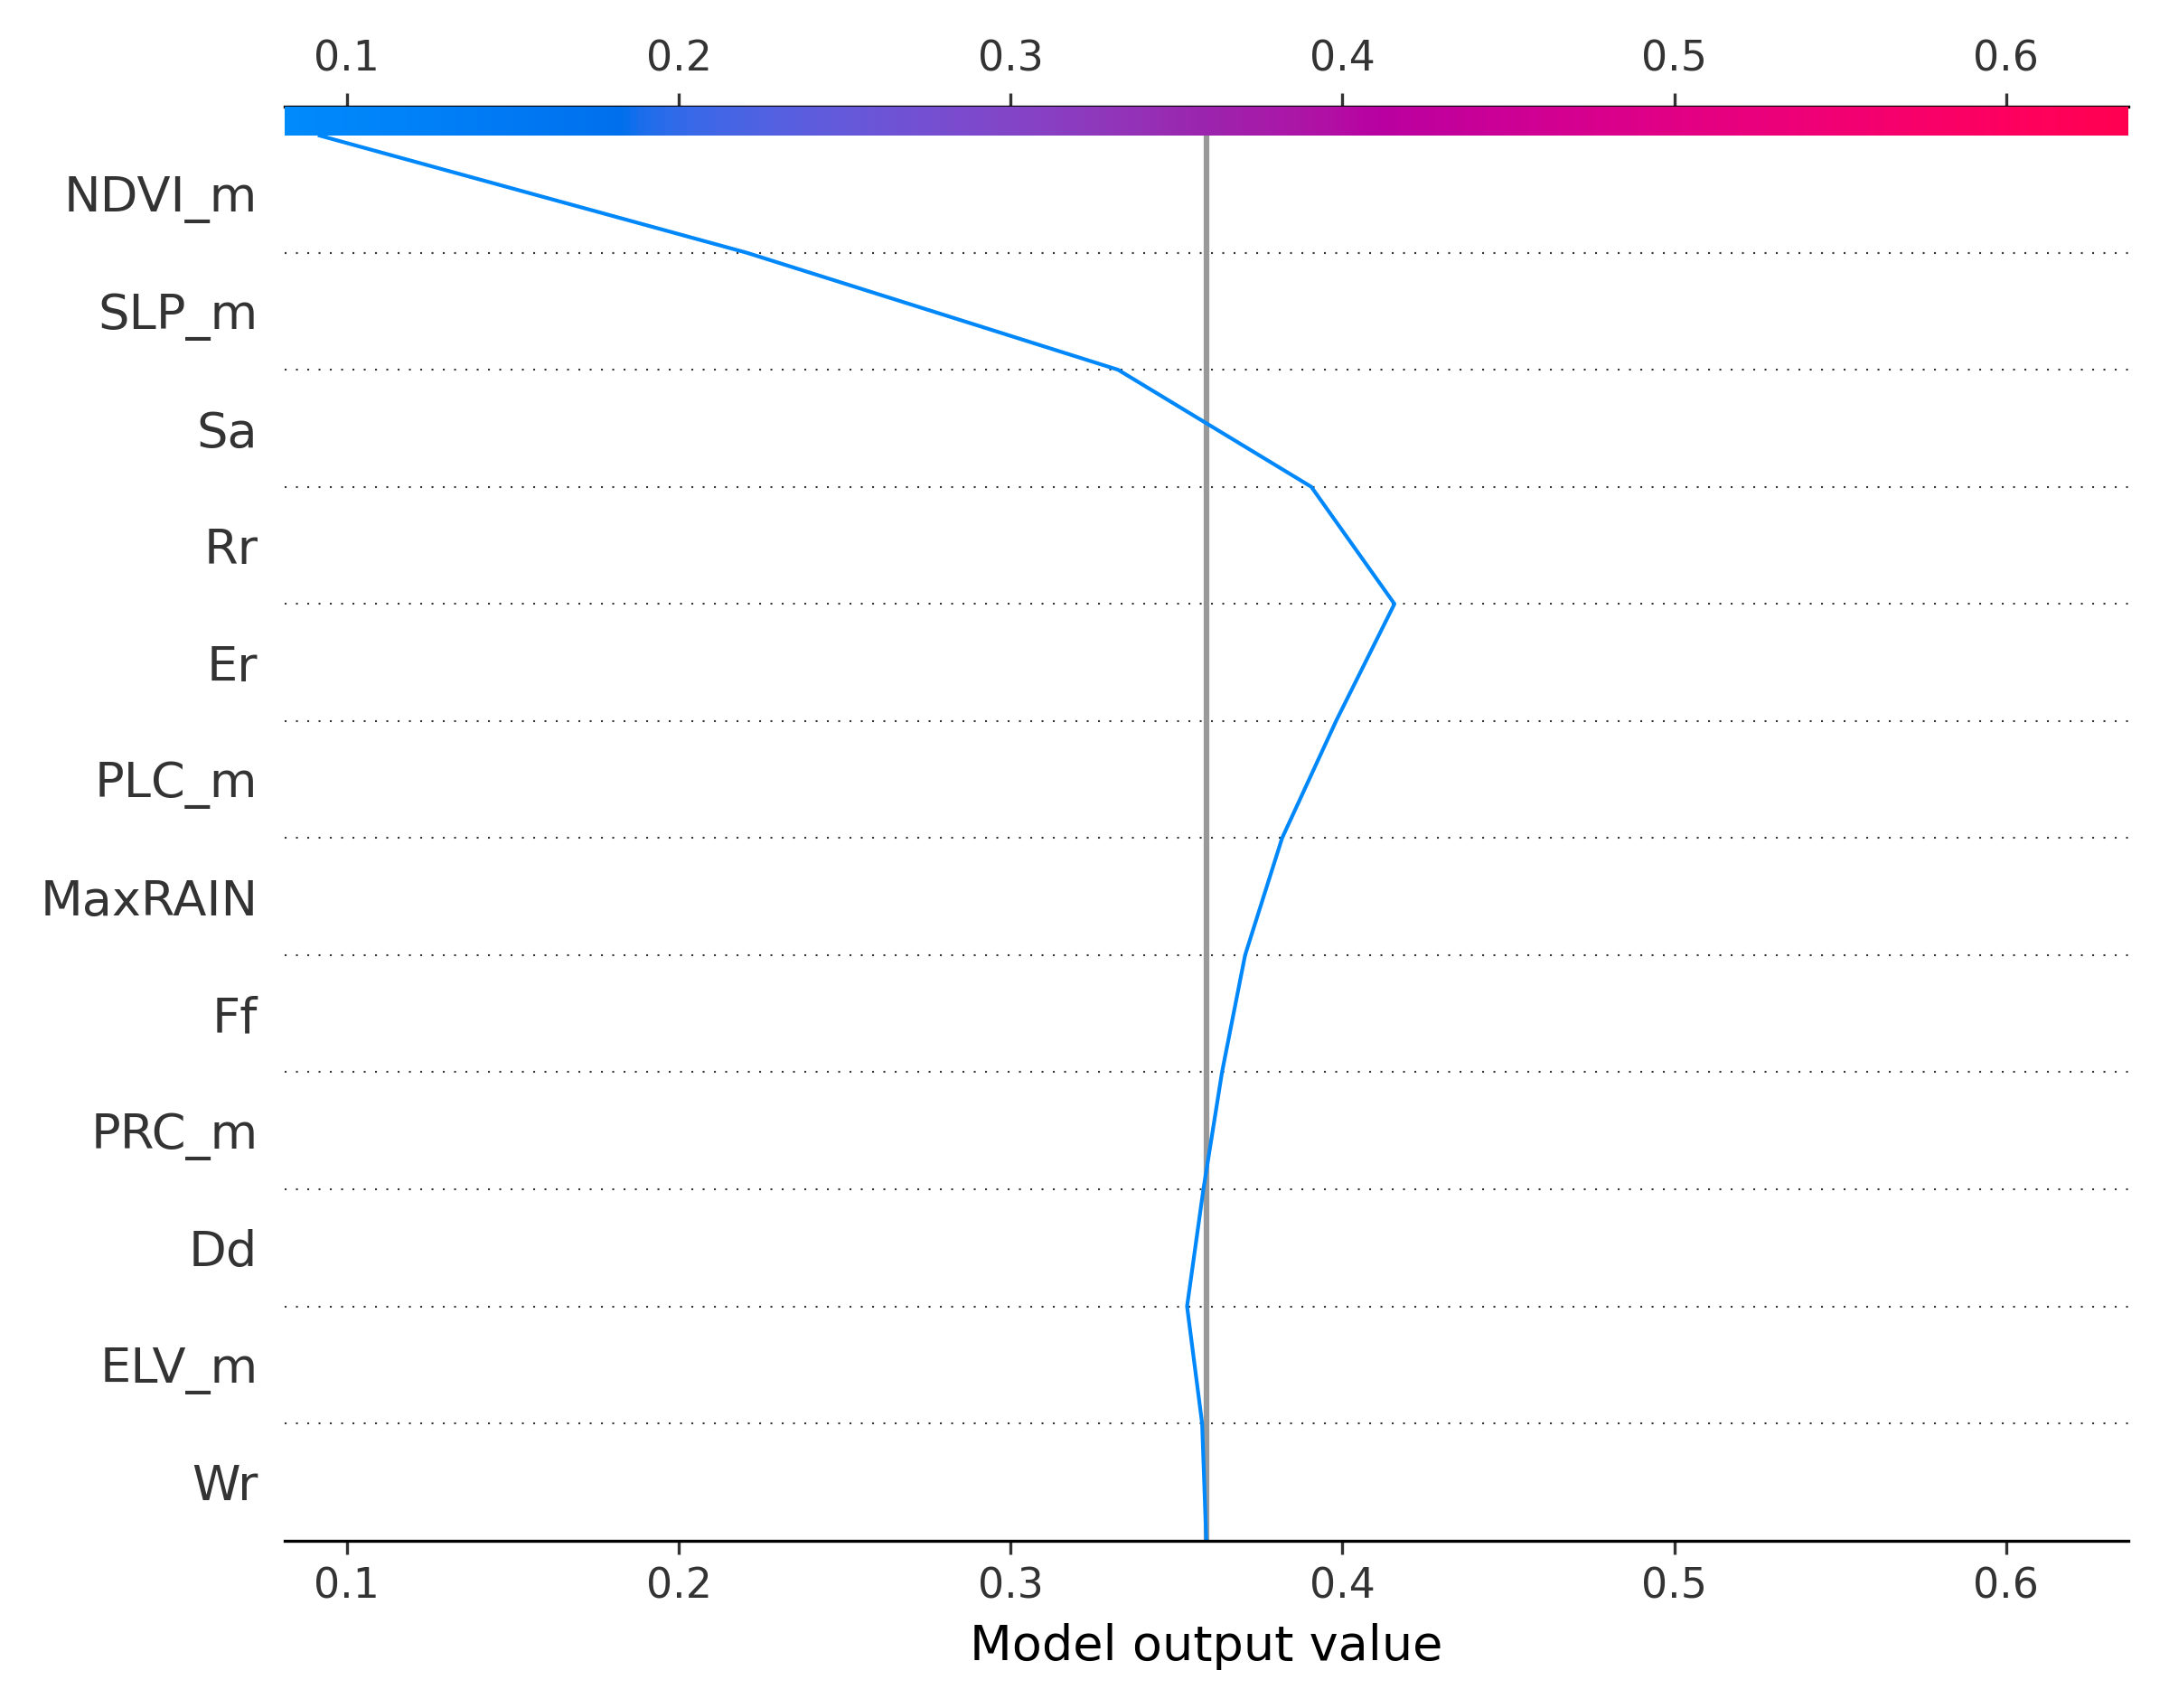 0.1 0.2 0.3 0.4 0.5 0.6
NDVI_m
SLP_m
Sa
Rr
Er
PLC_m
MaxRAIN
Ff
PRC_m
Dd
ELV_m
Wr
0.1 0.2 0.3 0.4 0.5 0.6
Model output value